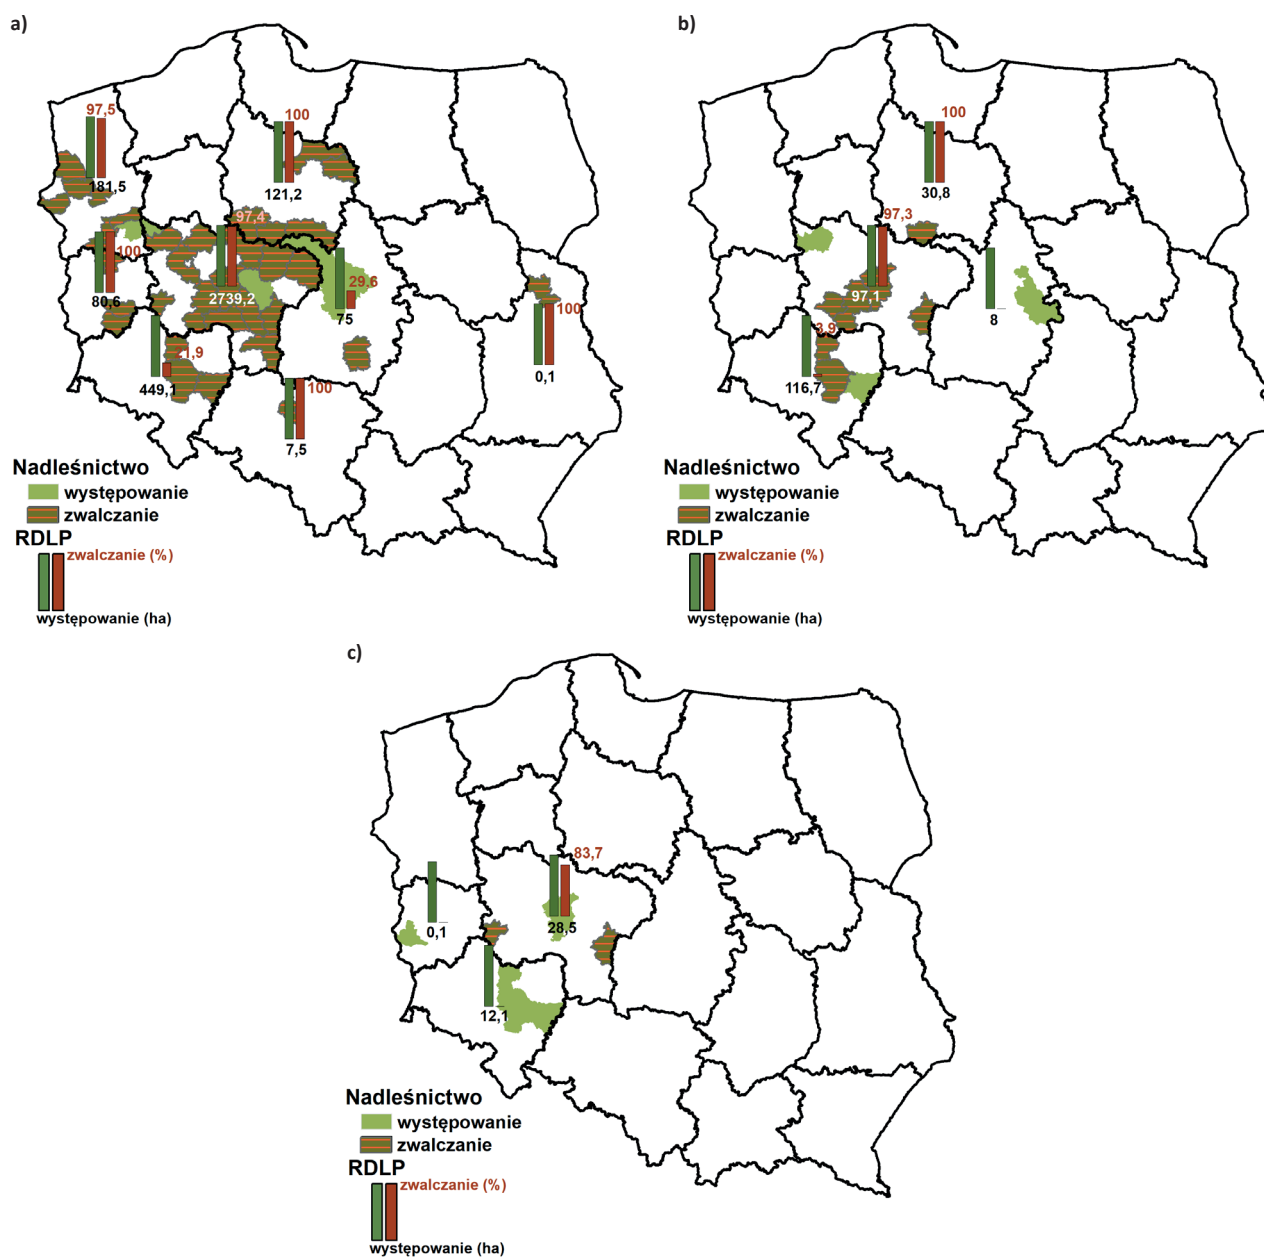 a)
97,5
181,5
100
121,2
97,4
2739,2
100
80,6
29,6
75
100
0,1
21,9
449,1
100
7,5
Nadleśnictwo
występowanie
zwalczanie
RDLP
zwalczanie (%)
występowanie (ha)
b)
100
30,8
97,3
97,1
8
3,9
116,7
Nadleśnictwo
występowanie
zwalczanie
RDLP
zwalczanie (%)
występowanie (ha)
c)
83,7
28,5
0,1
12,1
Nadleśnictwo
występowanie
zwalczanie
RDLP
zwalczanie (%)
występowanie (ha)